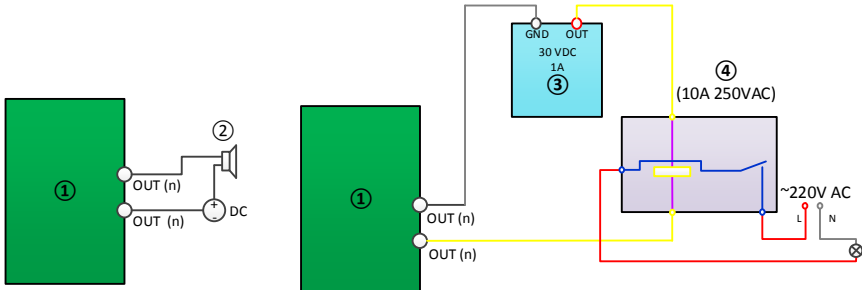 ①
OUT (n)
OUT (n)
②
+
-
DC
①
OUT (n)
OUT (n)
GND OUT
30 VDC
1A
③
④
(10A 250VAC)
~220V AC
L N